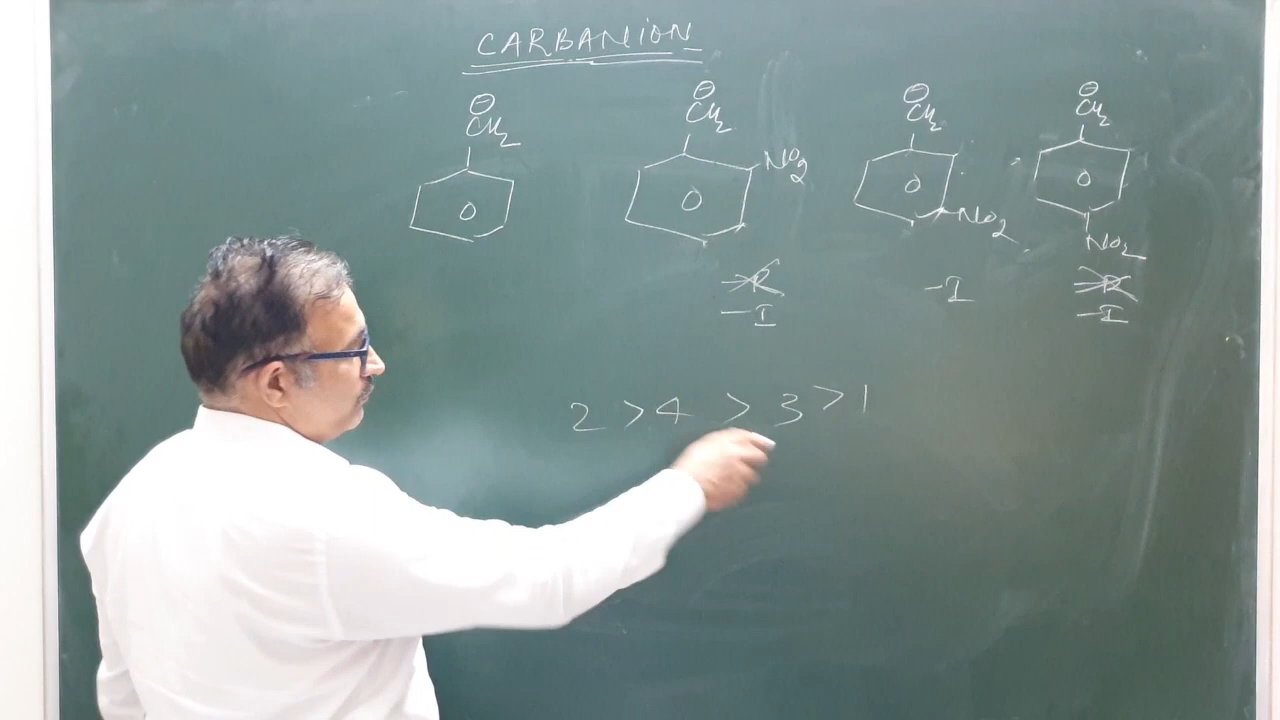 CARBANION
⊖ ⊖ ⊖ ⊖
CH2 CH2 CH2 CH2
NO2
NO2
NO2
-R -I -R
-I -I
2 > 4 > 3 > 1